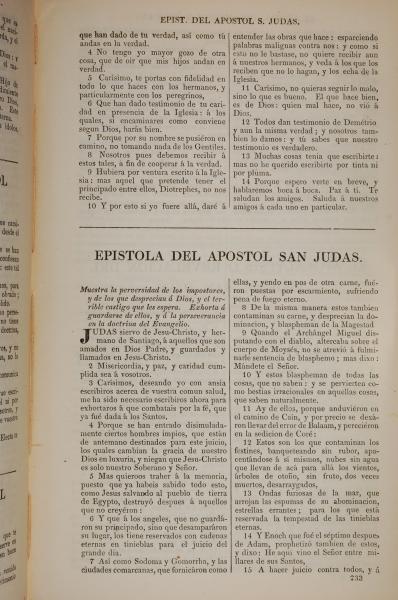 EPIST. DEL APOSTOL S. JUDAS.
que han dado de tu verdad, así como tú
andas en la verdad.
4 No tengo yo mayor gozo de otra
cosa, que de oir que mis hijos andan en
verdad.
5 Carísimo, te portas con fidelidad en
todo lo que haces con los hermanos, y
particularmente con los peregrinos,
6 Que han dado testimonio de tu cari-
dad en presencia de la Iglesia: á los
quales, si encaminares como conviene
segun Dios, harás bien.
7 Porque por su nombre se pusiéron en
camino, no tomando nada de los Gentiles.
8 Nosotros pues debemos recibir á
estos tales, á fin de cooperar á la verdad.
9 Hubiera por ventura escrito á la Igle-
sia: mas aquel que pretende tener el
principado entre ellos, Diotrephes, no nos
recibe.
10 Y por esto si yo fuere allá, daré á
entender las obras que hace: esparciendo
palabras malignas contra nos: y como si
esto no le bastase, no quiere recibir aun
á nuestros hermanos, y veda á los que los
reciben que no lo hagan, y los echa de la
Iglesia.
11 Carísimo, no quieras seguir lo malo,
sino lo que es bueno. El que hace bien,
es de Dios: quien mal hace, no vió á
Dios.
12 Todos dan testimonio de Demétrio
y aun la misma verdad; y nosotros tam-
bien lo damos: y tú sabes que nuestro
testimonio es verdadero.
13 Muchas cosas tenia que escribirte:
mas no he querido escribirte por tinta ni
por pluma.
14 Porque espero verte en breve, y
hablaremos boca á boca. Paz á tí. Te
saludan los amigos. Saluda á nuestros
amigos á cada uno en particular.
EPISTOLA DEL APOSTOL SAN JUDAS.
Muestra la perversidad de los impostores,
y de los que desprecian á Dios, y el ter-
rible castigo que les espera. Exhorta á
guardarse de ellos, y á la perseverancia
en la doctrina del Evangelio.
JUDAS siervo de Jesu-Christo, y her-
mano de Santiago, á aquellos que son
amados en Dios Padre, y guardados y
llamados en Jesu-Christo.
2 Misericordia, y paz, y caridad cum-
plida sea á vosotros.
3 Carísimos, deseando yo con ansia
escribiros acerca de vuestra comun salud,
me ha sido necesario escribiros ahora para
exhortaros á que combatais por la fé, que
ya fué dada á los Santos.
4 Porque se han entrado disimulada-
mente ciertos hombres impíos, que están
de antemano destinados para este juicio,
los quales cambian la gracia de nuestro
Dios en luxuria, y niegan que Jesu-Christo
es solo nuestro Soberano y Señor.
5 Mas quieroos traher á la memoria,
puesto que ya habeis sabido todo esto,
como Jesus salvando al pueblo de tierra
de Egypto, destruyó despues á aquellos
que no creyéron:
6 Y que á los angeles, que no guardá-
ron su principado, sino que desamparáron
su lugar, los tiene reservados con cadenas
eternas en tinieblas para el juicio del
grande dia.
7 Así como Sodoma y Gomorrha, y las
ciudades comarcanas, que fornicáron como
ellas, y yendo en pos de otra carne, fué-
ron puestas por escarmiento, sufriendo
pena de fuego eterno.
8 De la misma manera estos tambien
contaminan su carne, y desprecian la do-
minacion, y blasfeman de la Magestad
9 Quando el Archángel Miguel dis-
putando con el diablo, altercaba sobre el
cuerpo de Moysés, no se atrevió á fulmi-
narle sentencia de blasfemo; mas dixo:
Mándete el Señor.
10 Y estos blasfeman de todas las
cosas, que no saben: y se pervierten co-
mo bestias irracionales en aquellas cosas,
que saben naturalmente.
11 Ay de ellos, porque anduviéron en
el camino de Cain, y por precio se dexá-
ron llevar del error de Balaam, y pereciéron
en la sedicion de Coré:
12 Estos son los que contaminan los
festines, banqueteando sin rubor, apa-
centándose á sí mismos, nubes sin agua
que llevan de acá para allá los vientos,
árboles de otoño, sin fruto, dos veces
muertos, desarraygados,
13 Ondas furiosas de la mar, que
arrojan las espumas de su abominacion,
estrellas errantes; para los que está
reservada la tempestad de las tinieblas
eternas.
14 Y Enoch que fué el séptimo despues
de Adam, prophetizó tambien de estos,
y dixo: He aquí vino el Señor entre mi-
llares de sus Santos,
15 A hacer juicio contra todos, y á
232